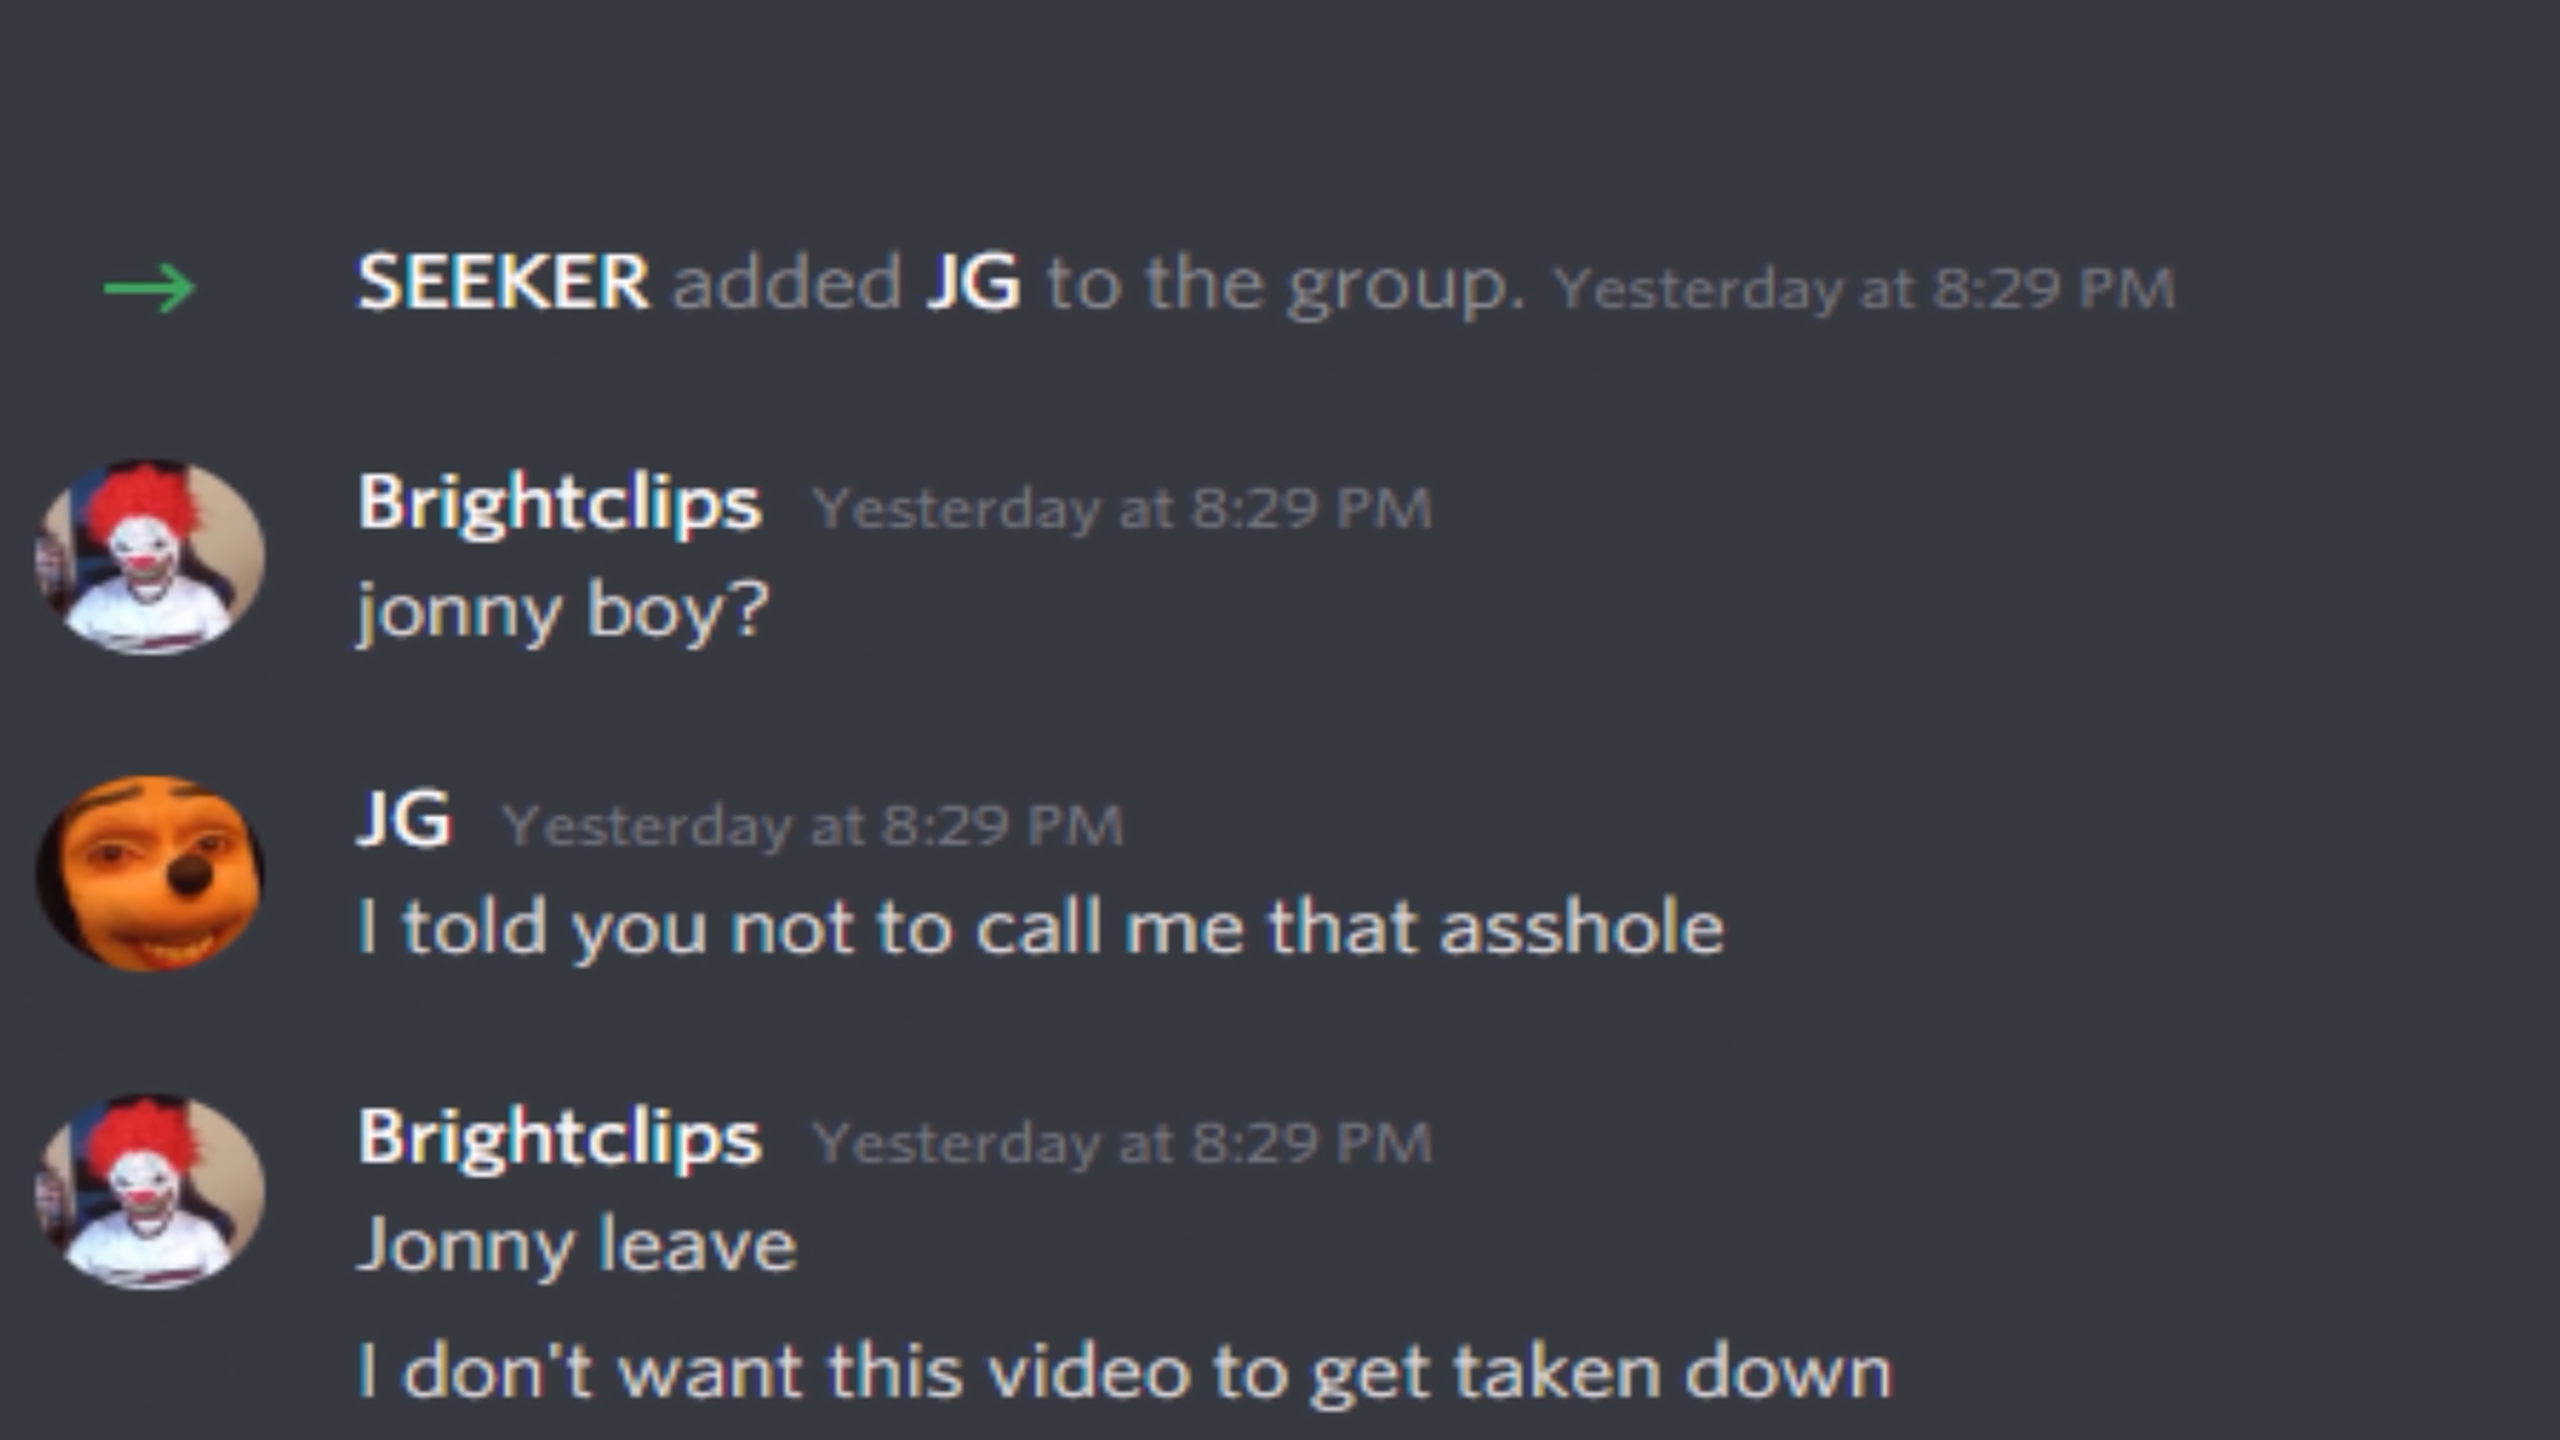 SEEKER added JG to the group. Yesterday at 8:29 PM
Brightclips Yesterday at 8:29 PM
jonny boy?
JG Yesterday at 8:29 PM
I told you not to call me that asshole
Brightclips Yesterday at 8:29 PM
Jonny leave
I don't want this video to get taken down